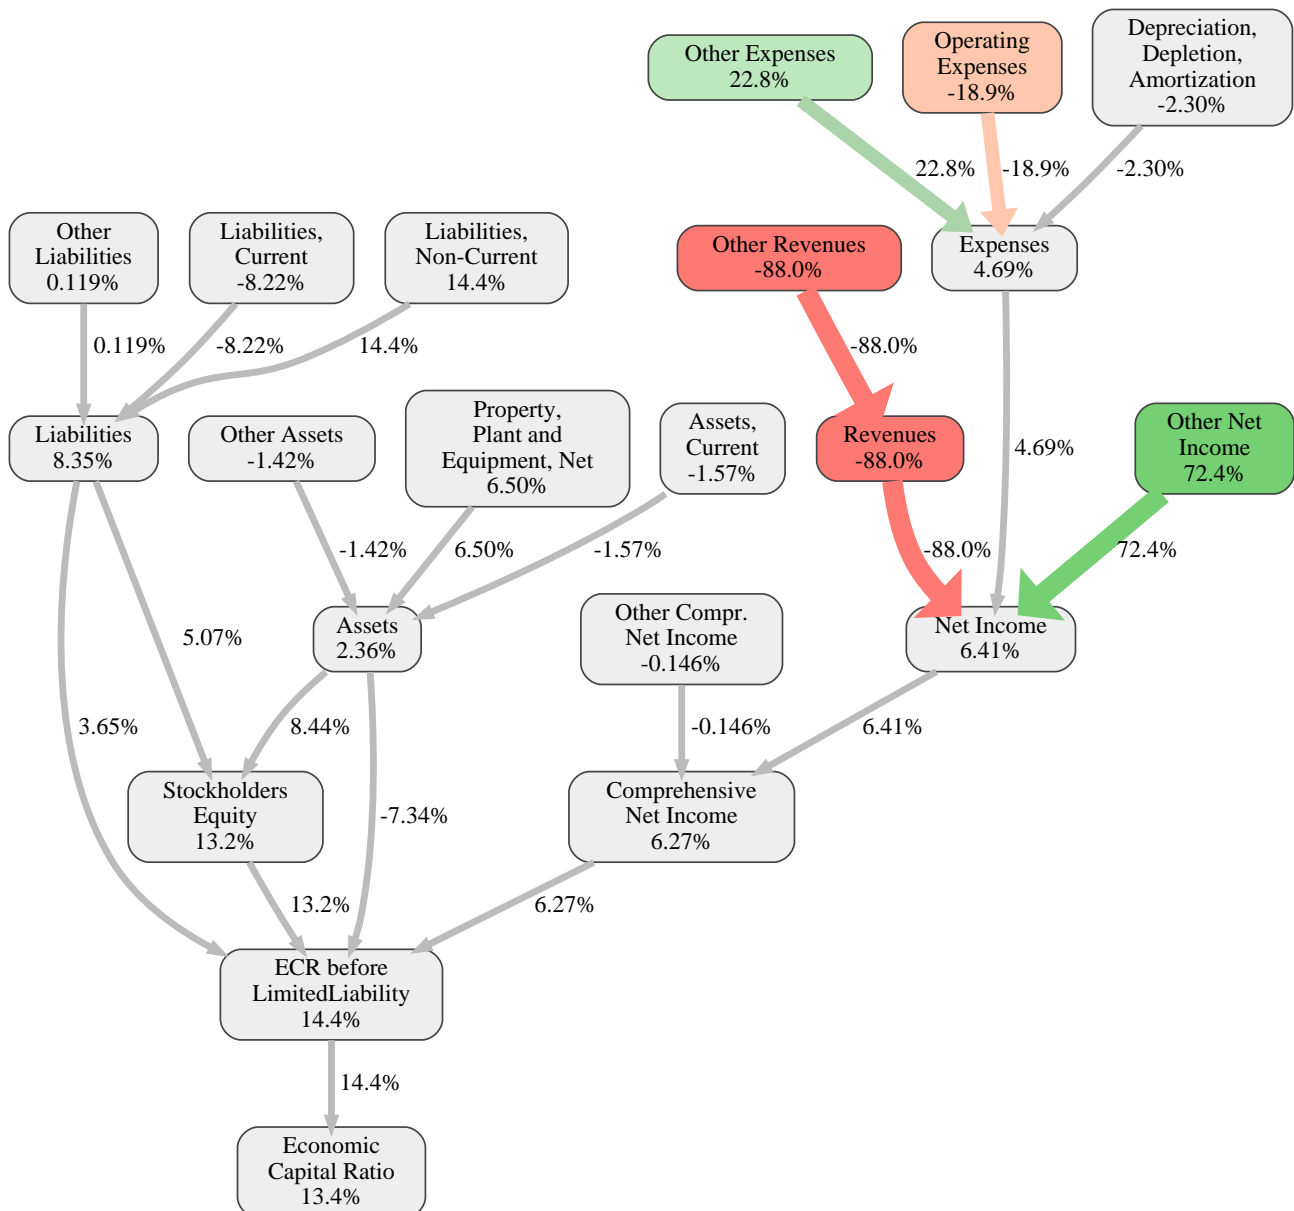 Other Expenses
22.8%
Operating
Expenses
-18.9%
Depreciation,
Depletion,
Amortization
-2.30%
22.8%
-18.9%
-2.30%
Other
Liabilities
0.119%
Liabilities,
Current
-8.22%
Liabilities,
Non-Current
14.4%
Other Revenues
-88.0%
Expenses
4.69%
0.119%
-8.22%
14.4%
-88.0%
Liabilities
8.35%
Other Assets
-1.42%
Property,
Plant and
Equipment, Net
6.50%
Assets,
Current
-1.57%
Revenues
-88.0%
4.69%
Other Net
Income
72.4%
-1.42%
6.50%
-1.57%
-88.0%
72.4%
5.07%
Assets
2.36%
Other Compr.
Net Income
-0.146%
Net Income
6.41%
3.65%
8.44%
-0.146%
6.41%
Stockholders
Equity
13.2%
-7.34%
Comprehensive
Net Income
6.27%
13.2%
6.27%
ECR before
LimitedLiability
14.4%
14.4%
Economic
Capital Ratio
13.4%